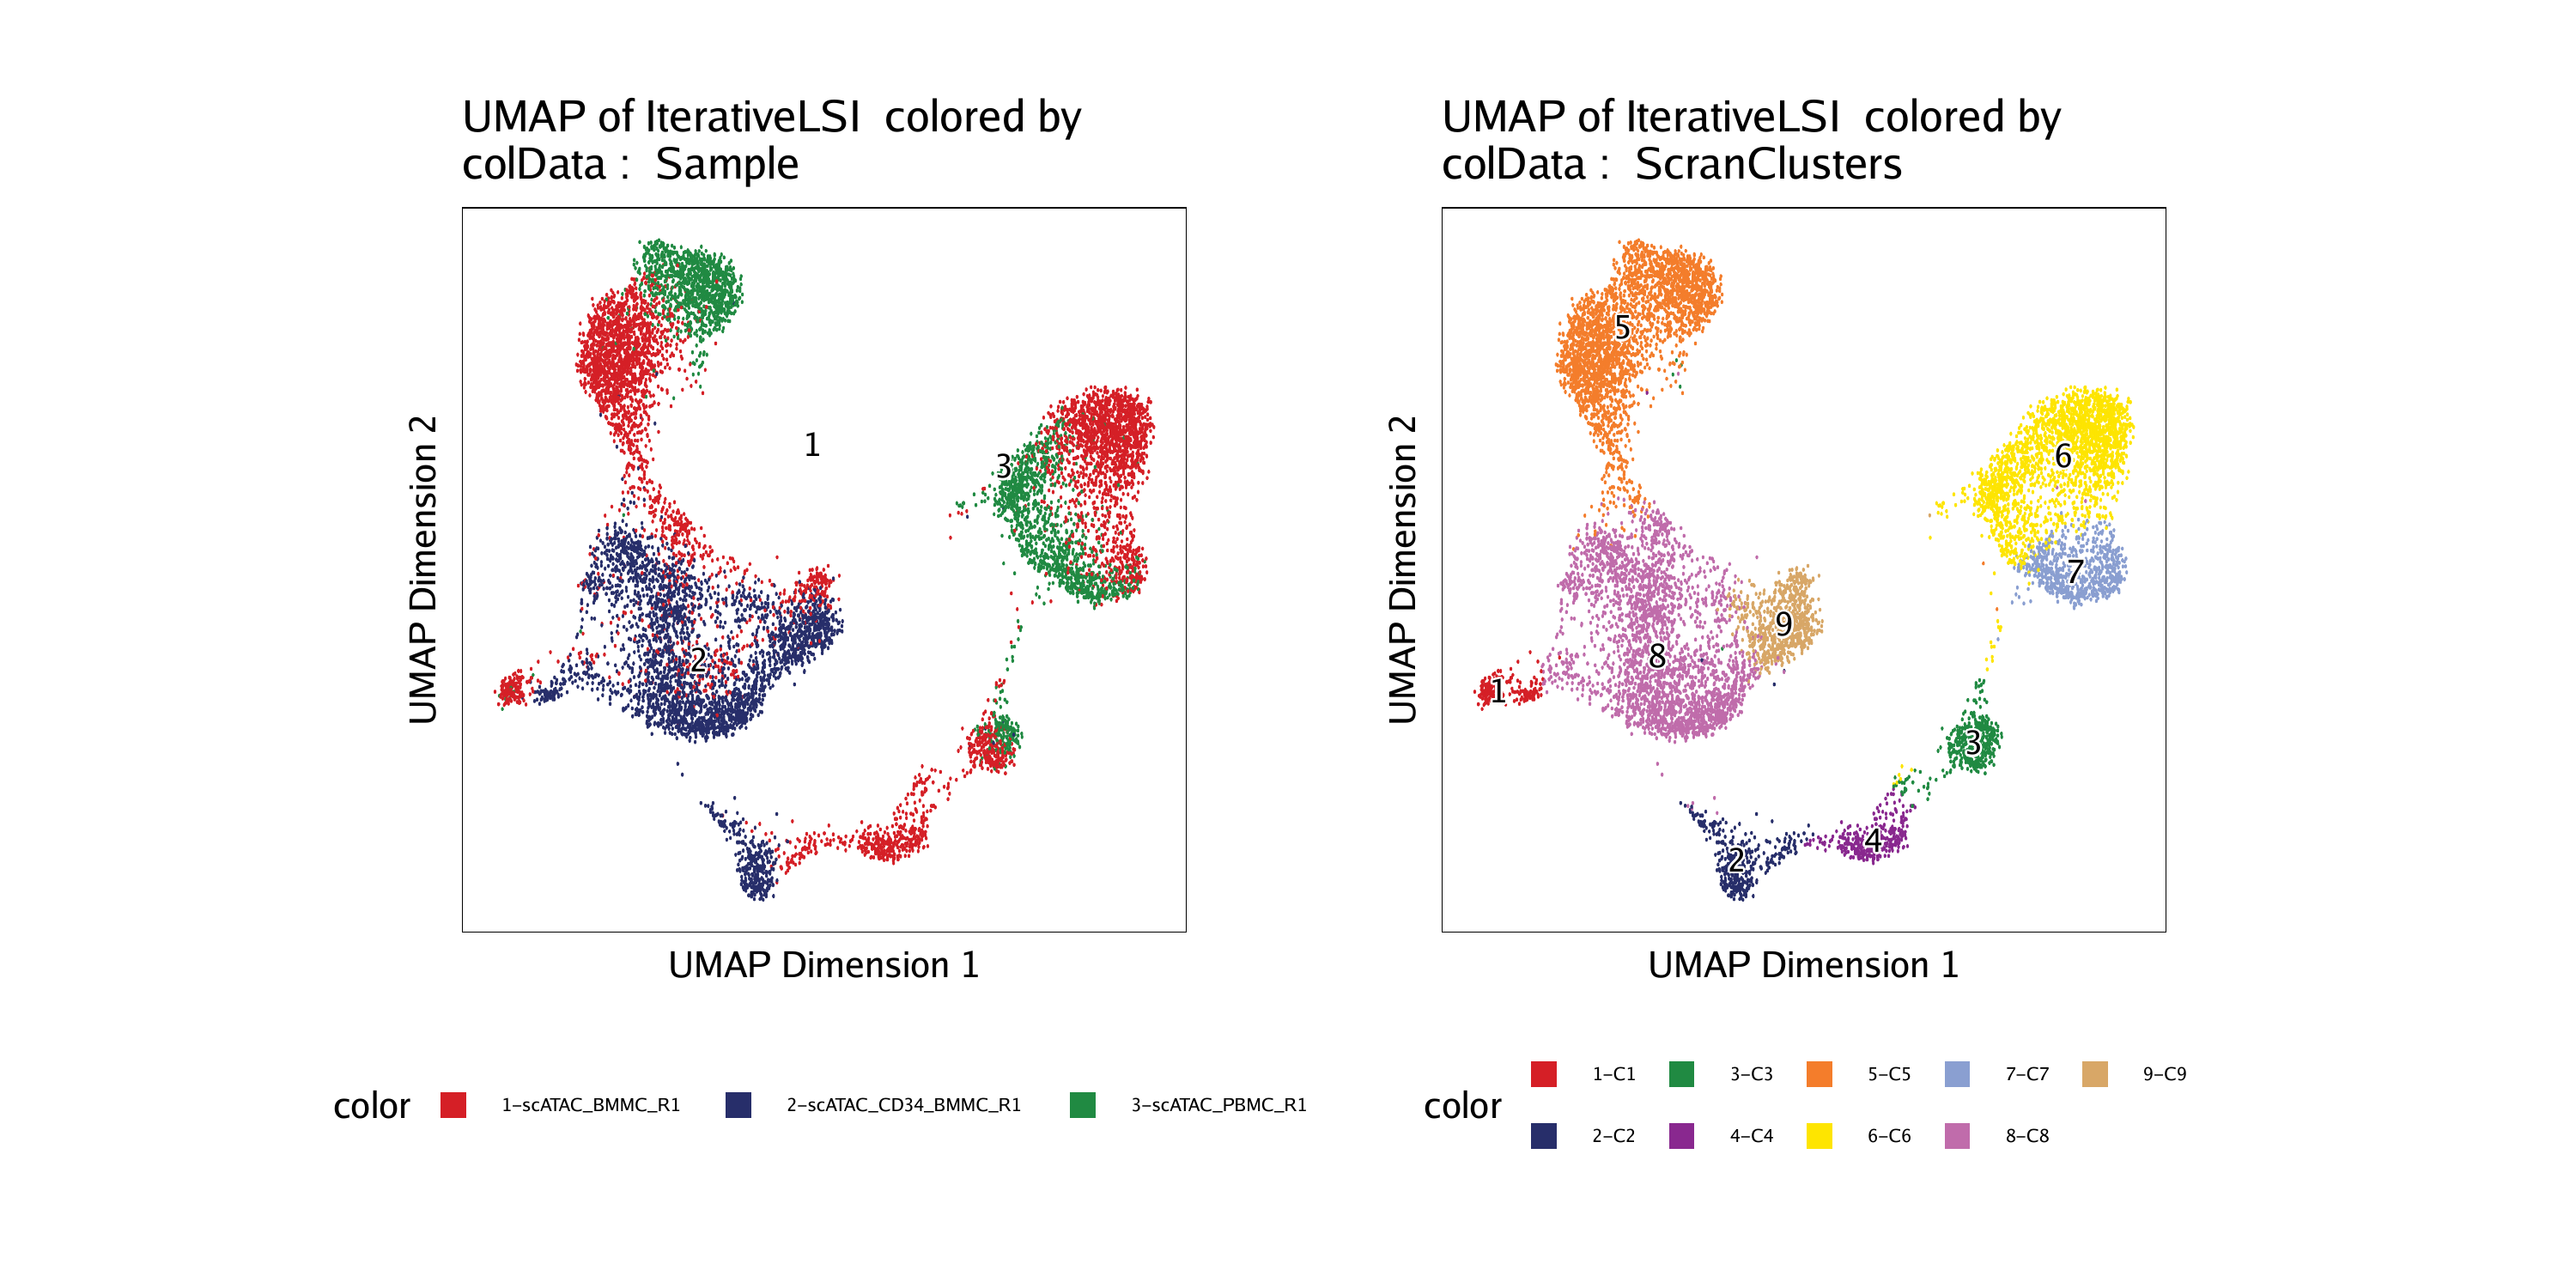 UMAP of IterativeLSI  colored by
colData :  Sample
UMAP Dimension 2
1
3
2
UMAP Dimension 1
color
1−scATAC_BMMC_R1
2−scATAC_CD34_BMMC_R1
3−scATAC_PBMC_R1
UMAP of IterativeLSI  colored by
colData :  ScranClusters
UMAP Dimension 2
5
6
7
9
8
1
3
4
2
UMAP Dimension 1
color
1−C1
3−C3
5−C5
7−C7
9−C9
2−C2
4−C4
6−C6
8−C8